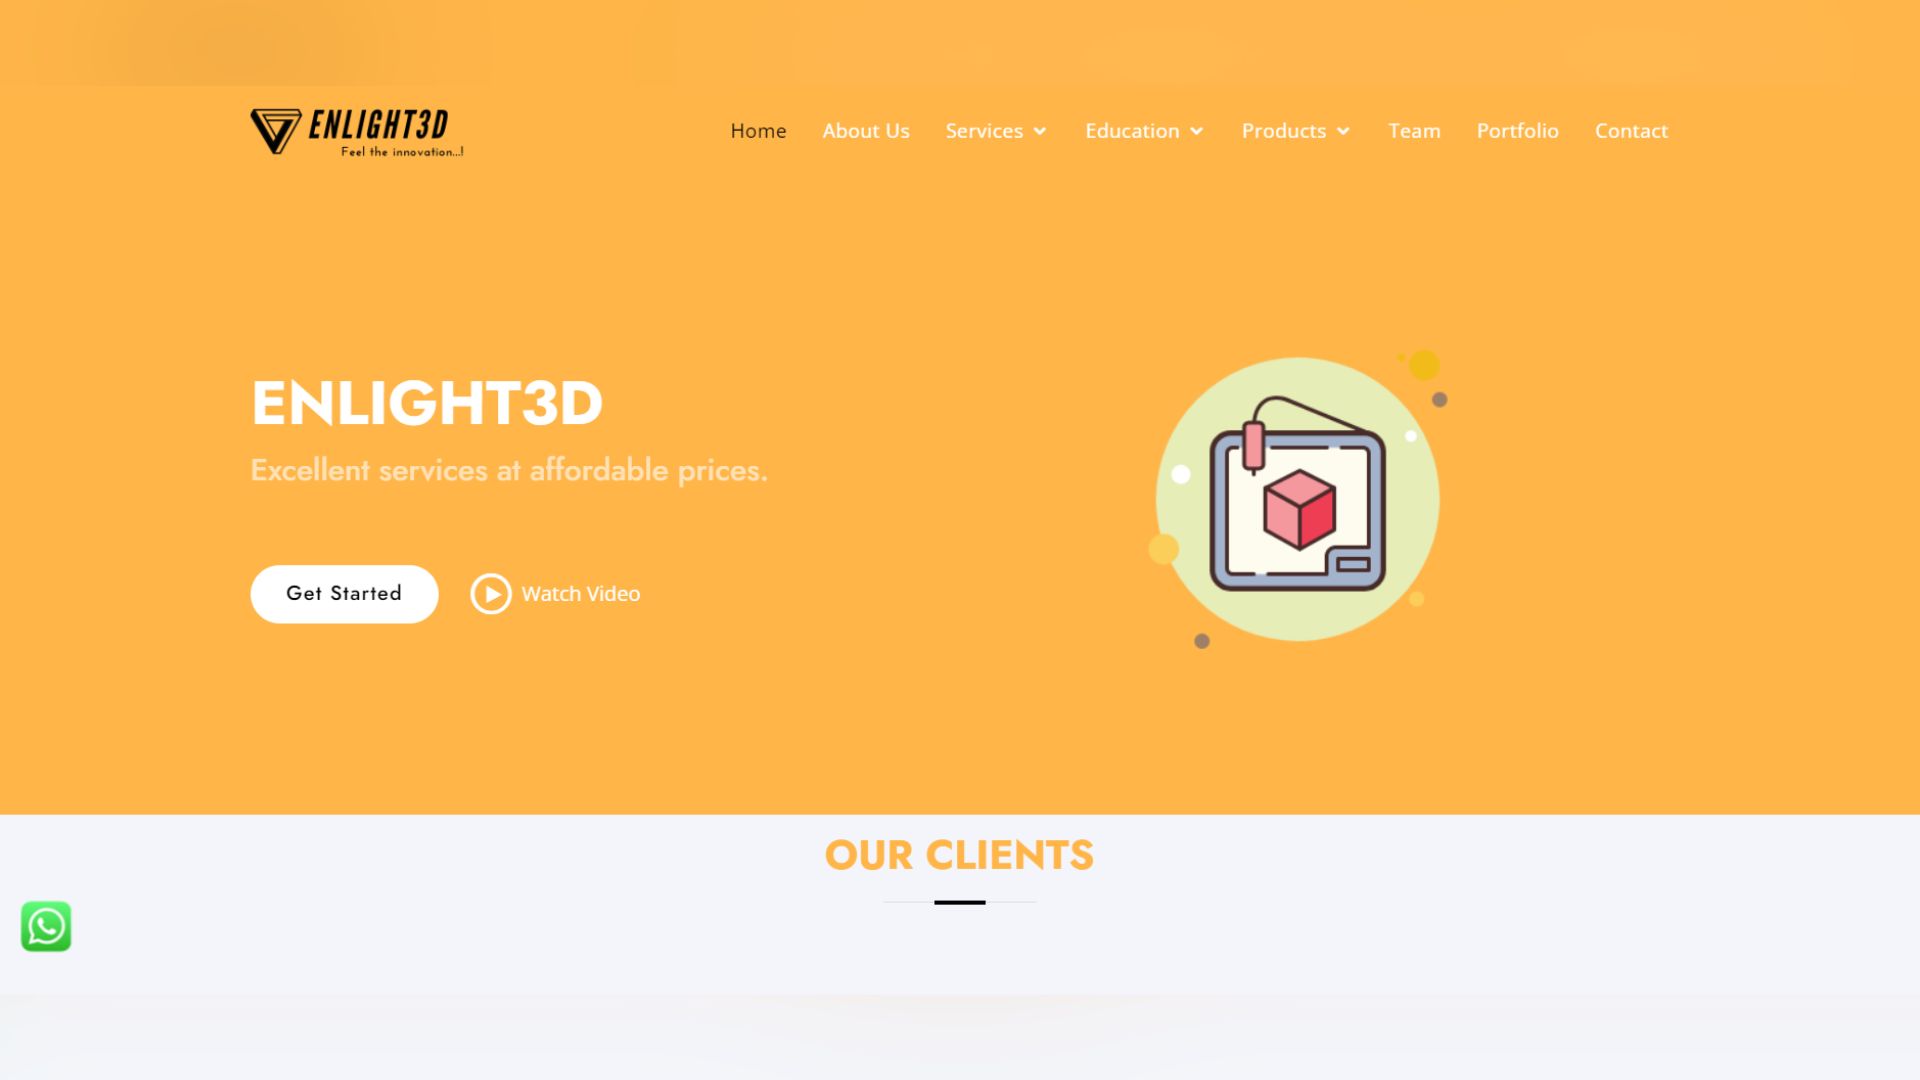 ENLIGHT3D
Feel the innovation...!
Home About Us Services Education Products Team Portfolio Contact
ENLIGHT3D
Excellent services at affordable prices.
Get Started Watch Video
OUR CLIENTS